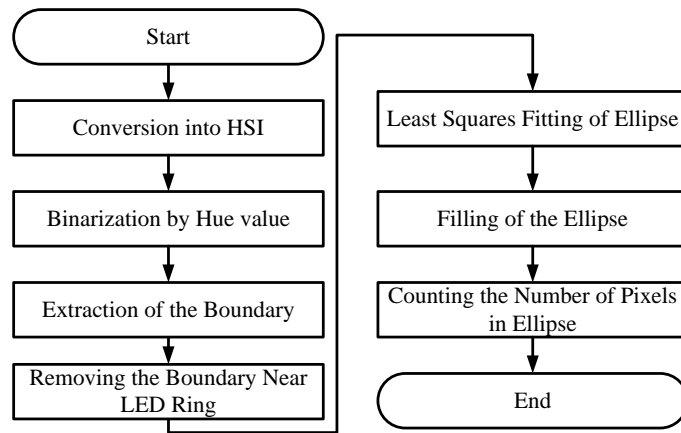 Start
Conversion into HSI
Binarization by Hue value
Extraction of the Boundary
Removing the Boundary Near
LED Ring
Least Squares Fitting of Ellipse
Filling of the Ellipse
Counting the Number of Pixels
in Ellipse
End